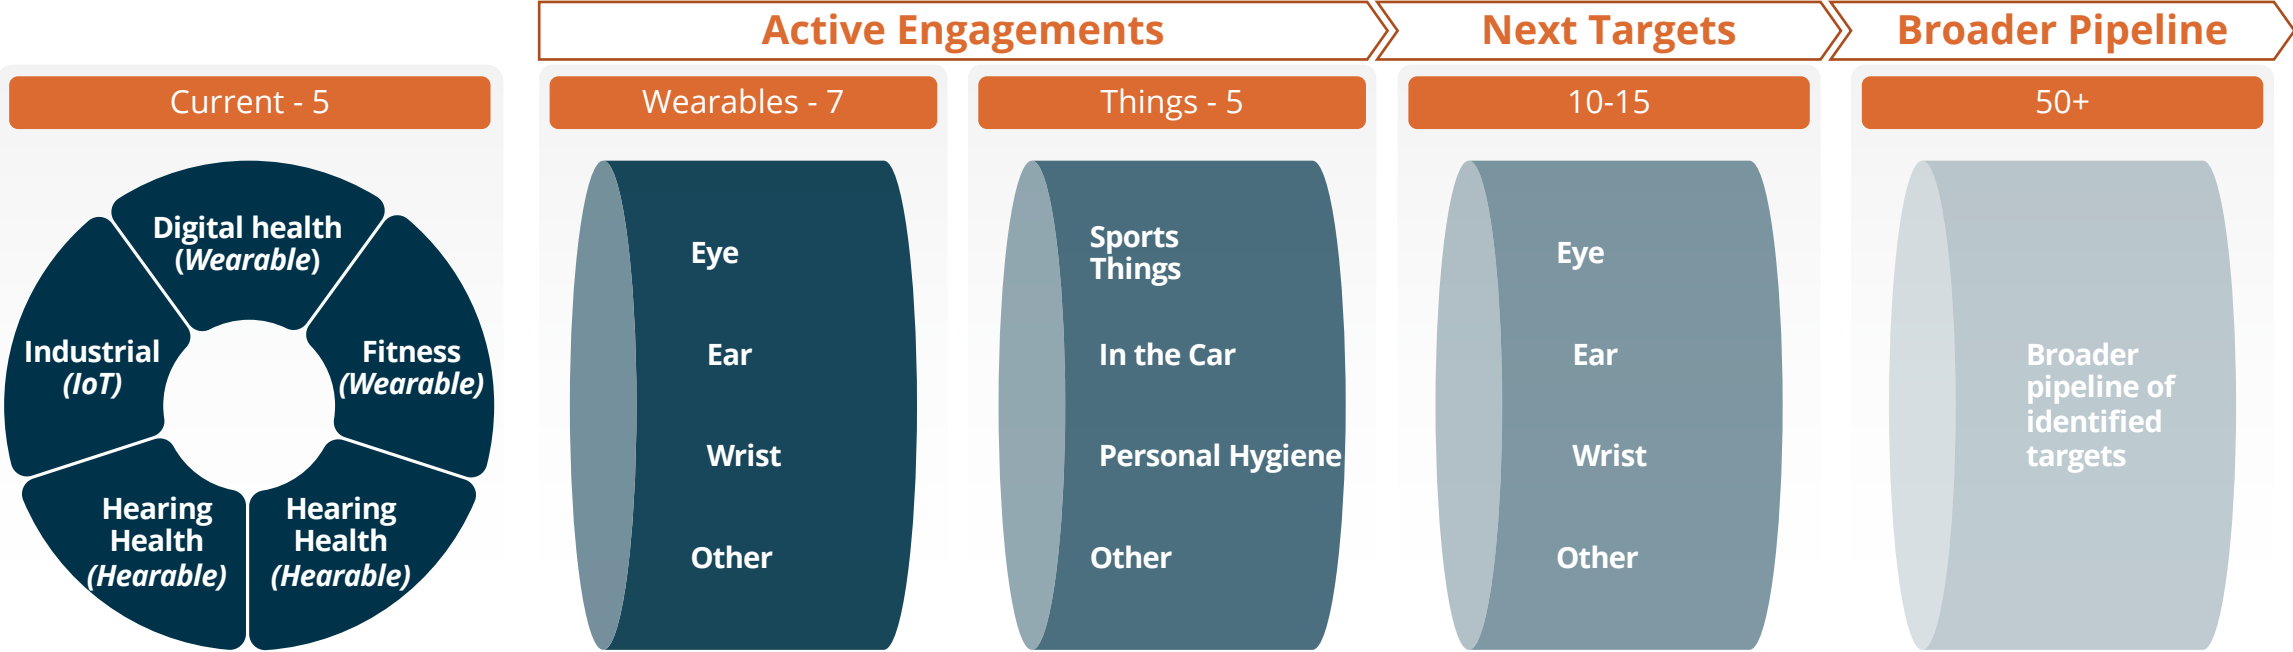 Active Engagements
Next Targets
Broader Pipeline
Current - 5
Wearables - 7
Things - 5
10-15
50+
Digital health
(Wearable)
Industrial
(IoT)
Fitness
(Wearable)
Hearing
Health
(Hearable)
Hearing
Health
(Hearable)
Eye
Ear
Wrist
Other
Sports
Things
In the Car
Personal Hygiene
Other
Eye
Ear
Wrist
Other
Broader
pipeline of
identified
targets